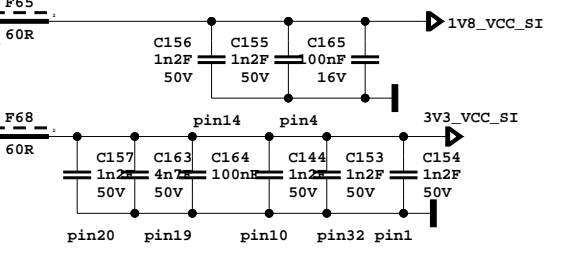 F65
60R
1V8_VCC_SI
C156 C155 C165
1n2F 1n2F 100nF
50V 50V 16V
pin14 pin4
F68
60R
3V3_VCC_SI
C157 C163 C164 C144 C153 C154
1n2F 4n7F 100nF 1n2F 1n2F 1n2F
50V 50V 50V 50V 50V
pin20 pin19 pin10 pin32 pin1